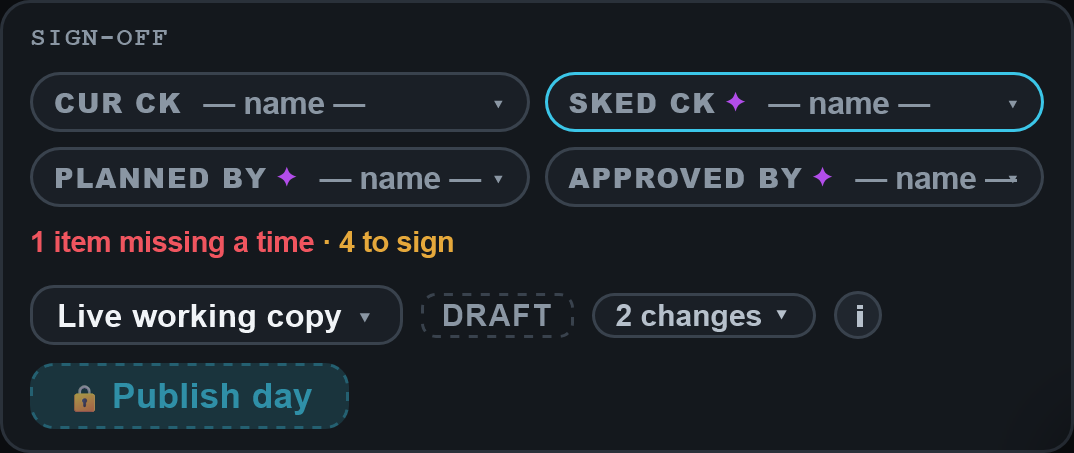 SIGN-OFF
CUR CK — name — ▾ SKED CK ✦ — name — ▾
PLANNED BY ✦ — name — ▾ APPROVED BY ✦ — name — ▾
1 item missing a time · 4 to sign
Live working copy ▾ DRAFT 2 changes ▾ i
🔒 Publish day